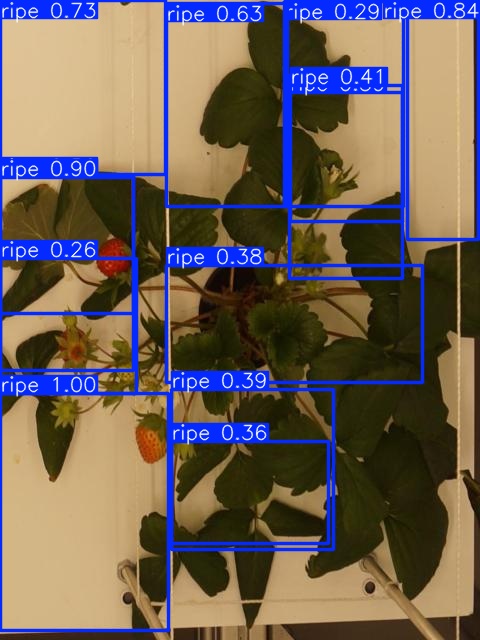 ripe 0.73
ripe 0.63
ripe 0.29
ripe 0.84
ripe 0.41
ripe 0.90
ripe 0.26
ripe 0.38
ripe 1.00
ripe 0.39
ripe 0.36